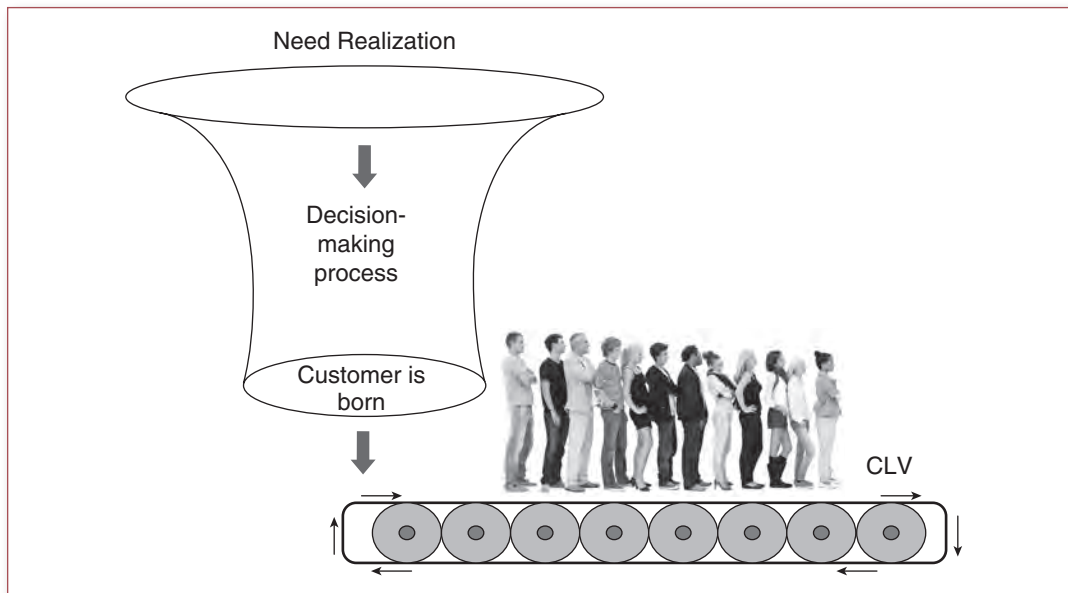 Need Realization
Decision-
making
process
Customer is
born
CLV